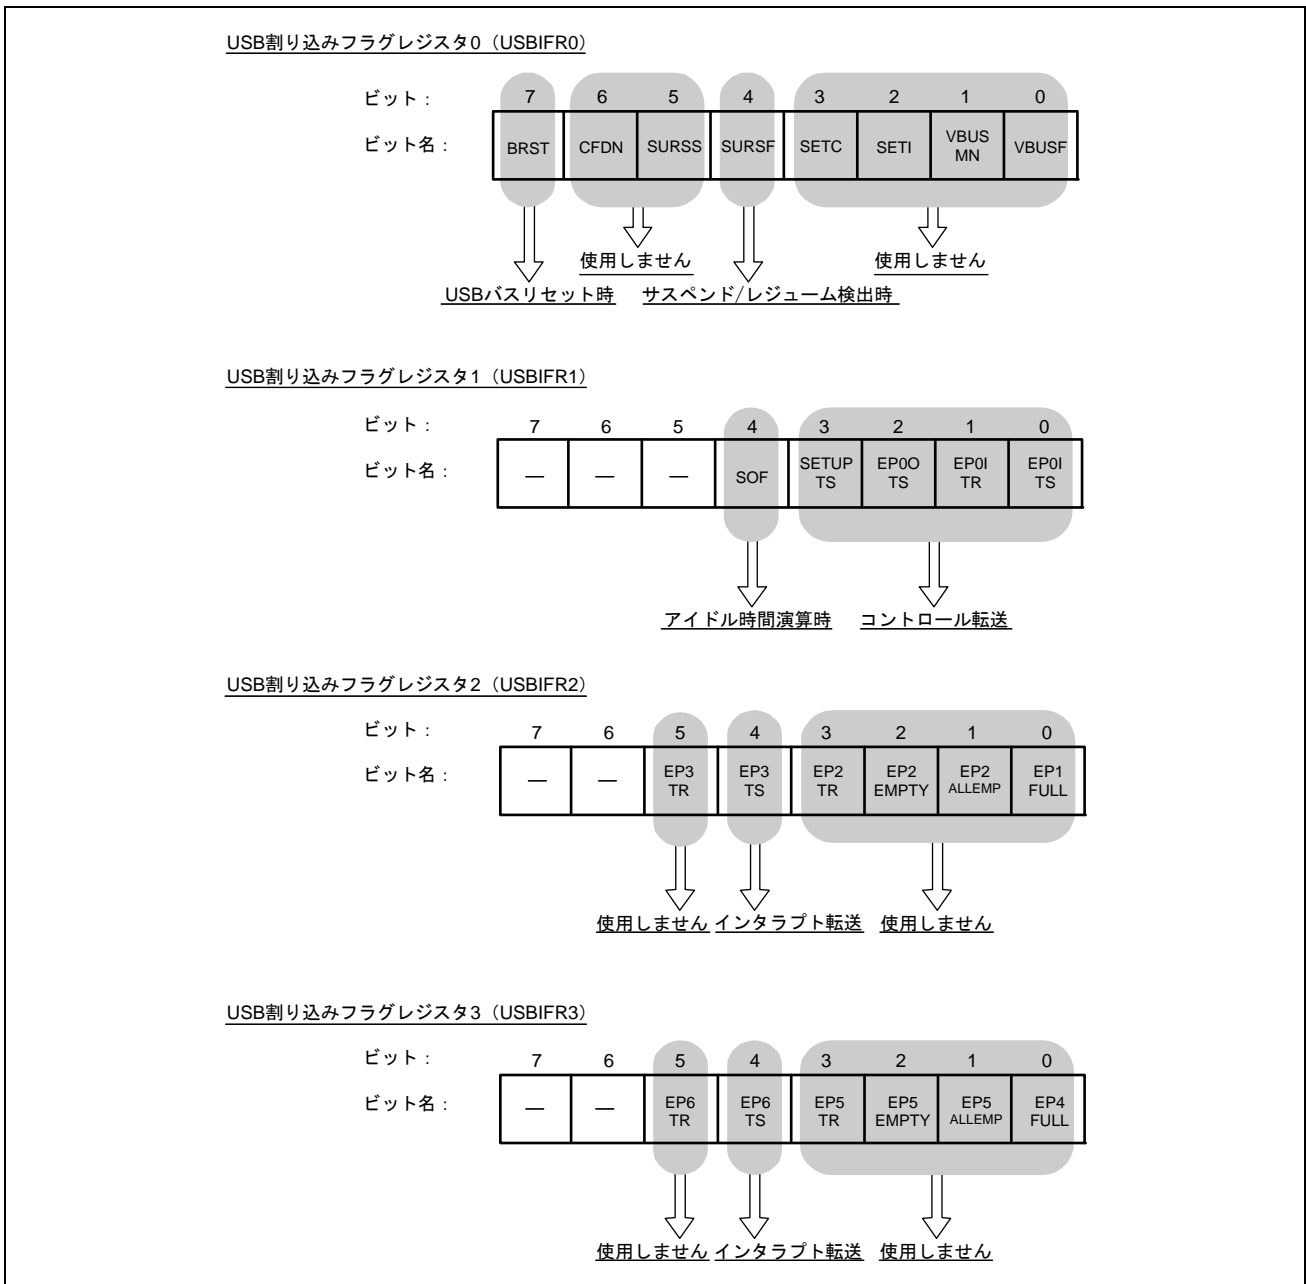 USB割り込みフラグレジスタ0（USBIFR0）
ビット： 7 6 5 4 3 2 1 0
ビット名： BRST CFDN SURSS SURSF SETC SETI VBUS MN VBUSF
使用しません 使用しません
USBバスリセット時 サスペンド/レジューム検出時
USB割り込みフラグレジスタ1（USBIFR1）
ビット： 7 6 5 4 3 2 1 0
ビット名： — — — SOF SETUP TS EP0O TS EP0I TR EP0I TS
アイドル時間演算時 コントロール転送
USB割り込みフラグレジスタ2（USBIFR2）
ビット： 7 6 5 4 3 2 1 0
ビット名： — — EP3 TR EP3 TS EP2 TR EP2 EMPTY EP2 ALLEMP EP1 FULL
使用しません インタラプト転送 使用しません
USB割り込みフラグレジスタ3（USBIFR3）
ビット： 7 6 5 4 3 2 1 0
ビット名： — — EP6 TR EP6 TS EP5 TR EP5 EMPTY EP5 ALLEMP EP4 FULL
使用しません インタラプト転送 使用しません